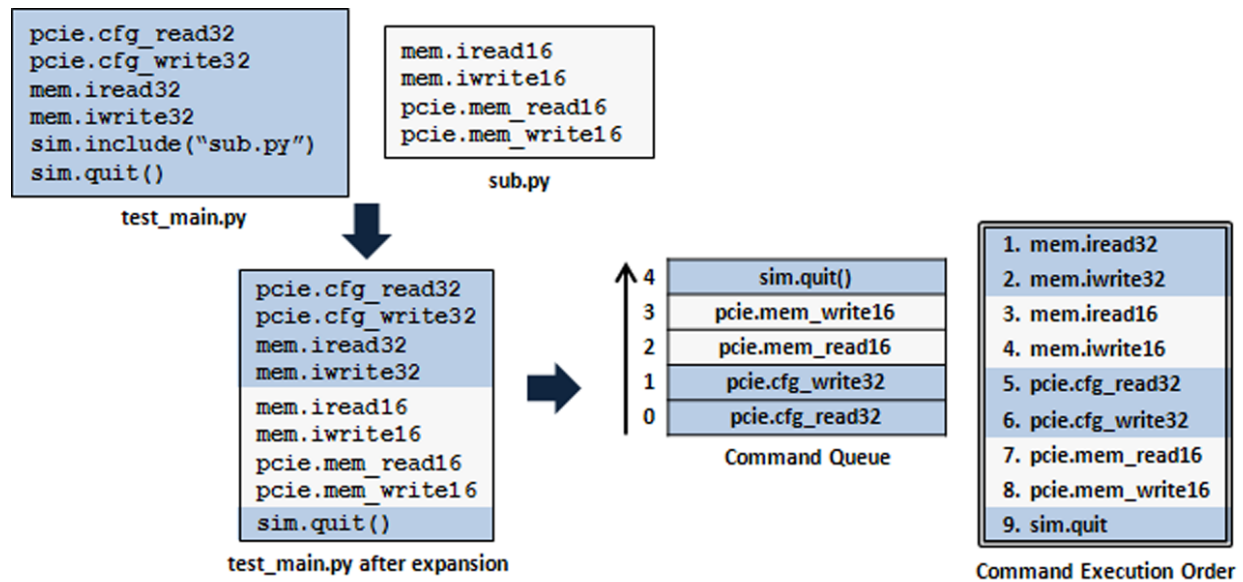 pcie.cfg_read32
pcie.cfg_write32
mem.iread32
mem.iwrite32
sim.include(“sub.py”)
sim.quit()
test_main.py
mem.iread16
mem.iwrite16
pcie.mem_read16
pcie.mem_write16
sub.py
pcie.cfg_read32
pcie.cfg_write32
mem.iread32
mem.iwrite32
mem.iread16
mem.iwrite16
pcie.mem_read16
pcie.mem_write16
sim.quit()
test_main.py after expansion
4 sim.quit()
3 pcie.mem_write16
2 pcie.mem_read16
1 pcie.cfg_write32
0 pcie.cfg_read32
Command Queue
1. mem.iread32
2. mem.iwrite32
3. mem.iread16
4. mem.iwrite16
5. pcie.cfg_read32
6. pcie.cfg_write32
7. pcie.mem_read16
8. pcie.mem_write16
9. sim.quit
Command Execution Order